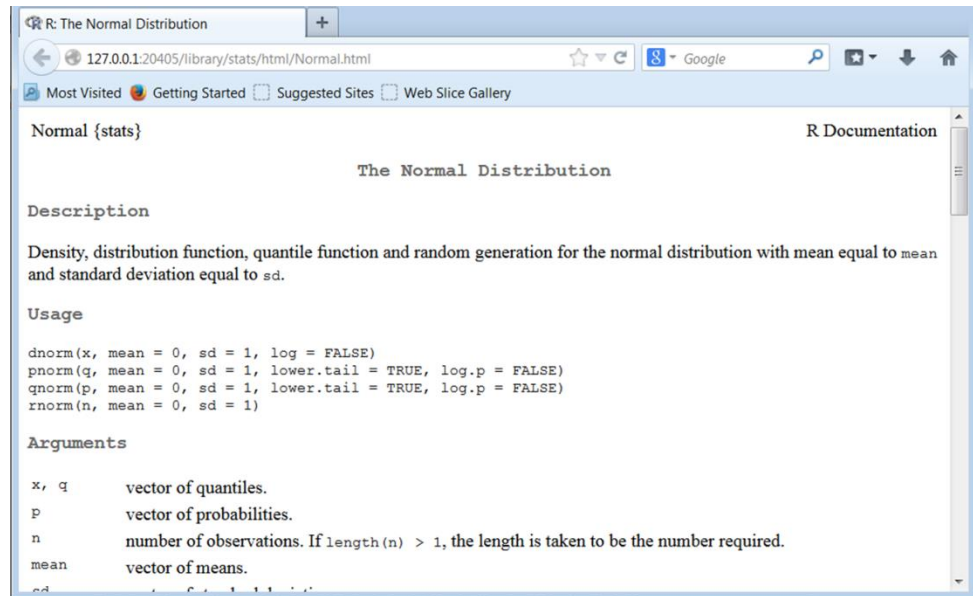 R: The Normal Distribution
127.0.0.1:20405/library/stats/html/Normal.html
Google
Most Visited Getting Started Suggested Sites Web Slice Gallery
Normal {stats} R Documentation
The Normal Distribution
Description
Density, distribution function, quantile function and random generation for the normal distribution with mean equal to mean
and standard deviation equal to sd.
Usage
dnorm(x, mean = 0, sd = 1, log = FALSE)
pnorm(q, mean = 0, sd = 1, lower.tail = TRUE, log.p = FALSE)
qnorm(p, mean = 0, sd = 1, lower.tail = TRUE, log.p = FALSE)
rnorm(n, mean = 0, sd = 1)
Arguments
x, q vector of quantiles.
p vector of probabilities.
n number of observations. If length(n) > 1, the length is taken to be the number required.
mean vector of means.